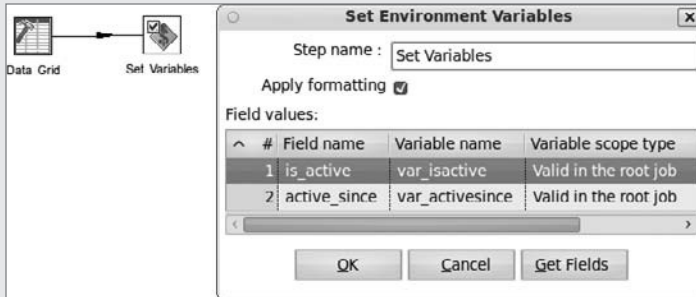 Set Environment Variables
Step name : Set Variables
Apply formatting
Field values:
# Field name Variable name Variable scope type
1 is_active var_isactive Valid in the root job
2 active_since var_activesince Valid in the root job
OK Cancel Get Fields
Data Grid Set Variables